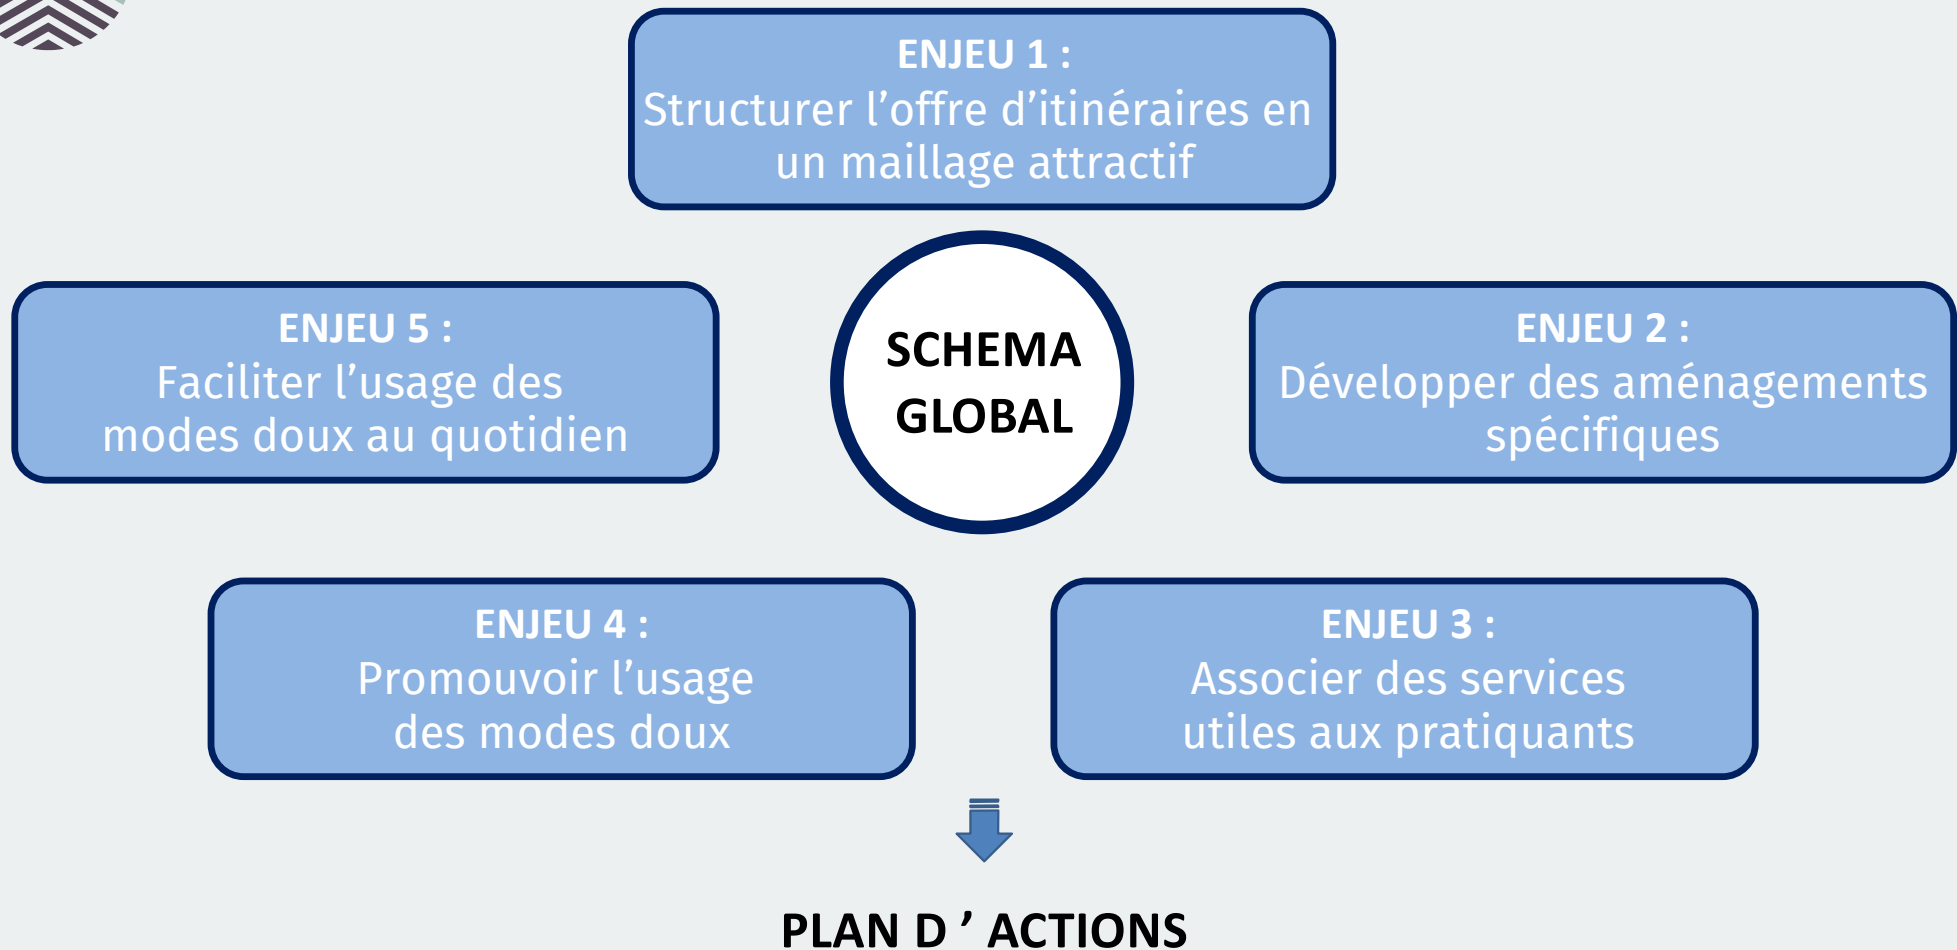 ENJEU 1 :
Structurer l’offre d’itinéraires en
un maillage attractif
ENJEU 5 :
Faciliter l’usage des
modes doux au quotidien
SCHEMA
GLOBAL
ENJEU 2 :
Développer des aménagements
spécifiques
ENJEU 4 :
Promouvoir l’usage
des modes doux
ENJEU 3 :
Associer des services
utiles aux pratiquants
PLAN D ’ ACTIONS